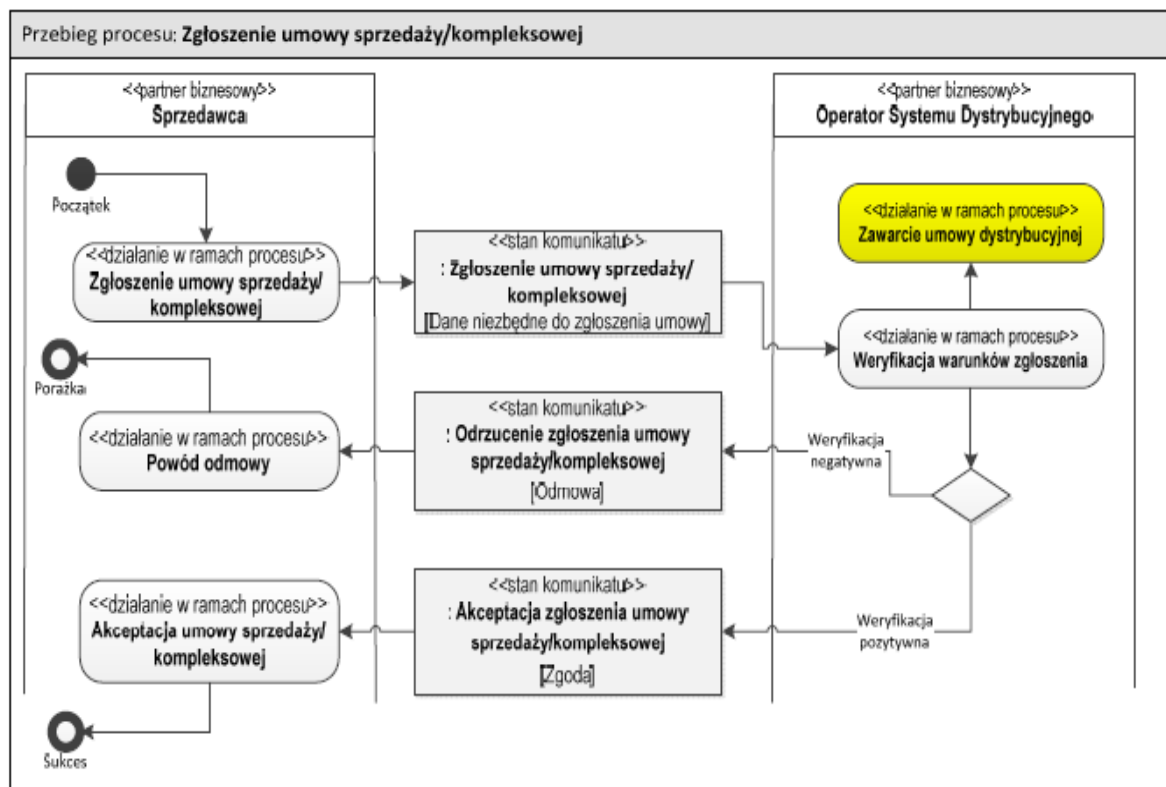 Przebieg procesu: Zgłoszenie umowy sprzedaży/kompleksowej
<<partner biznesowy>>
Sprzedawca
<<partner biznesowy>>
Operator Systemu Dystrybucyjnego
Początek
<<działanie w ramach procesu>>
Zgłoszenie umowy sprzedaży/
kompleksowej
<<stan komunikatu>>
: Zgłoszenie umowy sprzedaży/
kompleksowej
[Dane niezbędne do zgłoszenia umowy]
<<działanie w ramach procesu>>
Zawarcie umowy dystrybucyjnej
<<działanie w ramach procesu>>
Weryfikacja warunków zgłoszenia
Porażka
<<działanie w ramach procesu>>
Powód odmowy
<<stan komunikatu>>
: Odrzucenie zgłoszenia umowy
sprzedaży/kompleksowej
[Odmowa]
Weryfikacja
negatywna
<<działanie w ramach procesu>>
Akceptacja umowy sprzedaży/
kompleksowej
<<stan komunikatu>>
: Akceptacja zgłoszenia umowy
sprzedaży/kompleksowej
[Zgoda]
Weryfikacja
pozytywna
Sukces